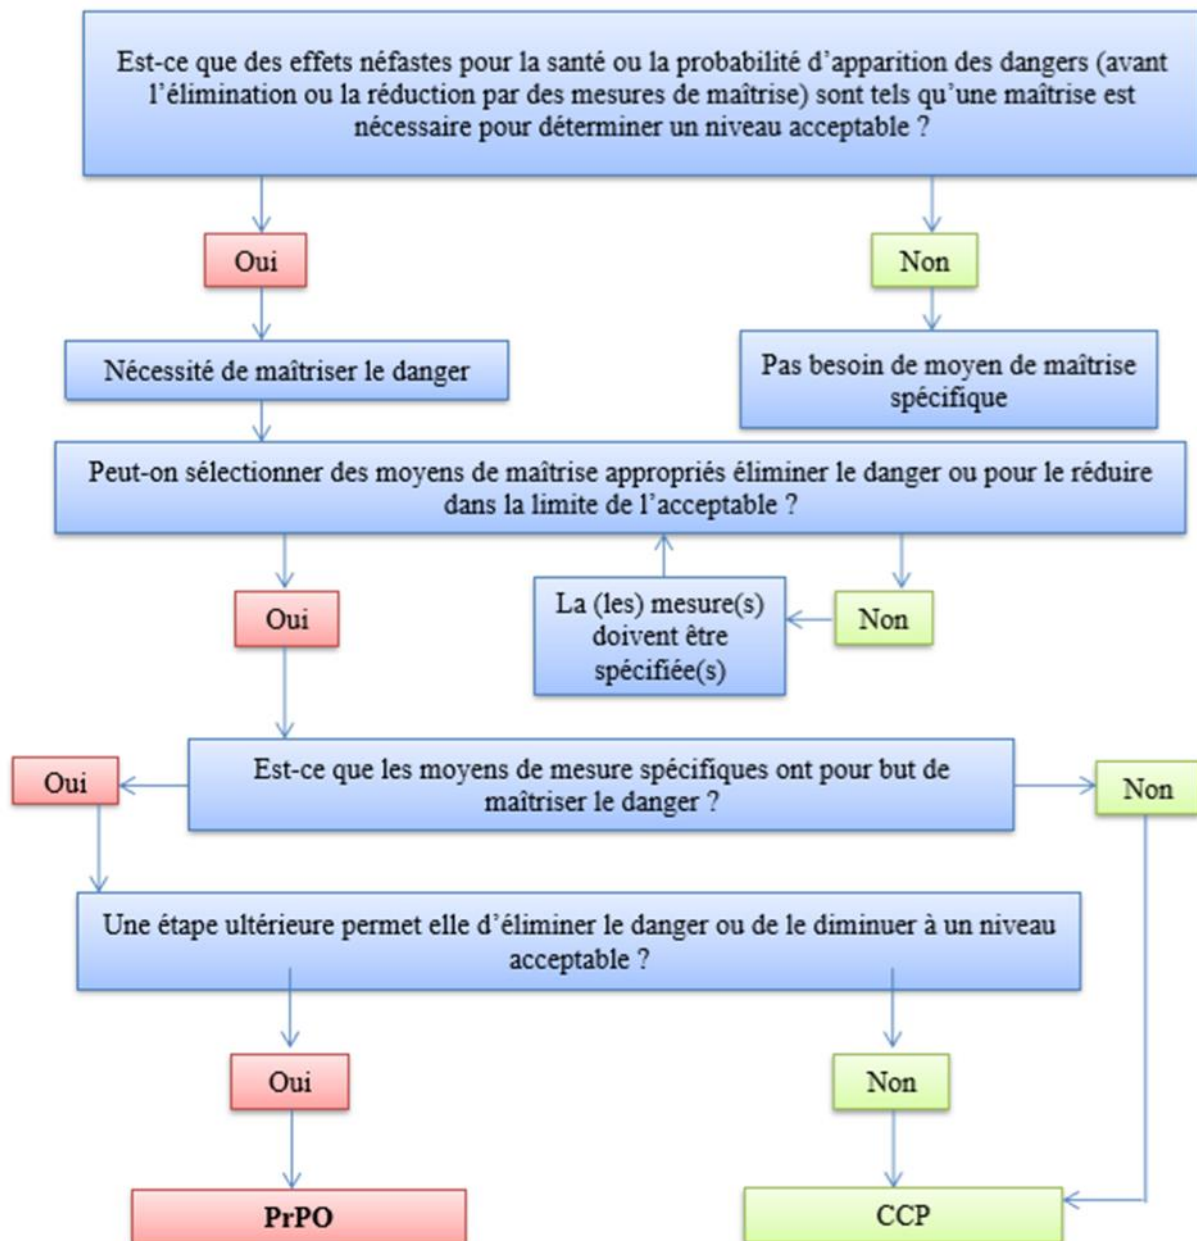 Est-ce que des effets néfastes pour la santé ou la probabilité d’apparition des dangers (avant
l’élimination ou la réduction par des mesures de maîtrise) sont tels qu’une maîtrise est
nécessaire pour déterminer un niveau acceptable ?
Oui
Non
Nécessité de maîtriser le danger
Pas besoin de moyen de maîtrise
spécifique
Peut-on sélectionner des moyens de maîtrise appropriés éliminer le danger ou pour le réduire
dans la limite de l’acceptable ?
Oui
La (les) mesure(s)
doivent être
spécifiée(s)
Non
Oui
Est-ce que les moyens de mesure spécifiques ont pour but de
maîtriser le danger ?
Non
Une étape ultérieure permet elle d’éliminer le danger ou de le diminuer à un niveau
acceptable ?
Oui
Non
PrPO
CCP